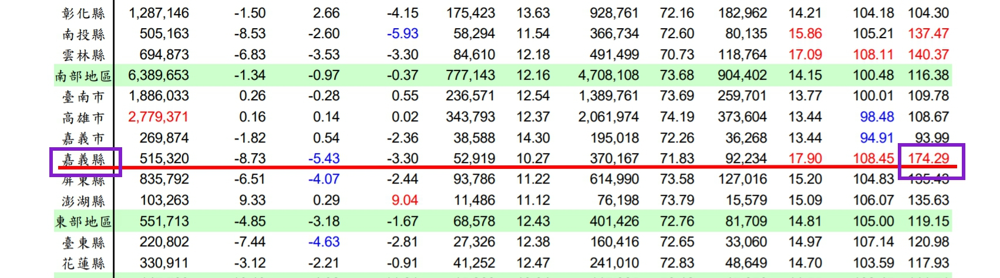 彰化縣 1,287,146 -1.50 2.66 -4.15 175,423 13.63 928,761 72.16 182,962 14.21 104.18 104.30
南投縣 505,163 -8.53 -2.60 -5.93 58,294 11.54 366,734 72.60 80,135 15.86 105.21 137.47
雲林縣 694,873 -6.83 -3.53 -3.30 84,610 12.18 491,499 70.73 118,764 17.09 108.11 140.37
南部地區 6,389,653 -1.34 -0.97 -0.37 777,143 12.16 4,708,108 73.68 904,402 14.15 100.48 116.38
臺南市 1,886,033 0.26 -0.28 0.55 236,571 12.54 1,389,761 73.69 259,701 13.77 100.01 109.78
高雄市 2,779,371 0.16 0.14 0.02 343,793 12.37 2,061,974 74.19 373,604 13.44 98.48 108.67
嘉義市 269,874 -1.82 0.54 -2.36 38,588 14.30 195,018 72.26 36,268 13.44 94.91 93.99
嘉義縣 515,320 -8.73 -5.43 -3.30 52,919 10.27 370,167 71.83 92,234 17.90 108.45 174.29
屏東縣 835,792 -6.51 -4.07 -2.44 93,786 11.22 614,990 73.58 127,016 15.20 104.83 135.43
澎湖縣 103,263 9.33 0.29 9.04 11,486 11.12 76,198 73.79 15,579 15.09 106.07 135.63
東部地區 551,713 -4.85 -3.18 -1.67 68,578 12.43 401,426 72.76 81,709 14.81 105.00 119.15
臺東縣 220,802 -7.44 -4.63 -2.81 27,326 12.38 160,416 72.65 33,060 14.97 107.14 120.98
花蓮縣 330,911 -3.12 -2.21 -0.91 41,252 12.47 241,010 72.83 48,649 14.70 103.59 117.93